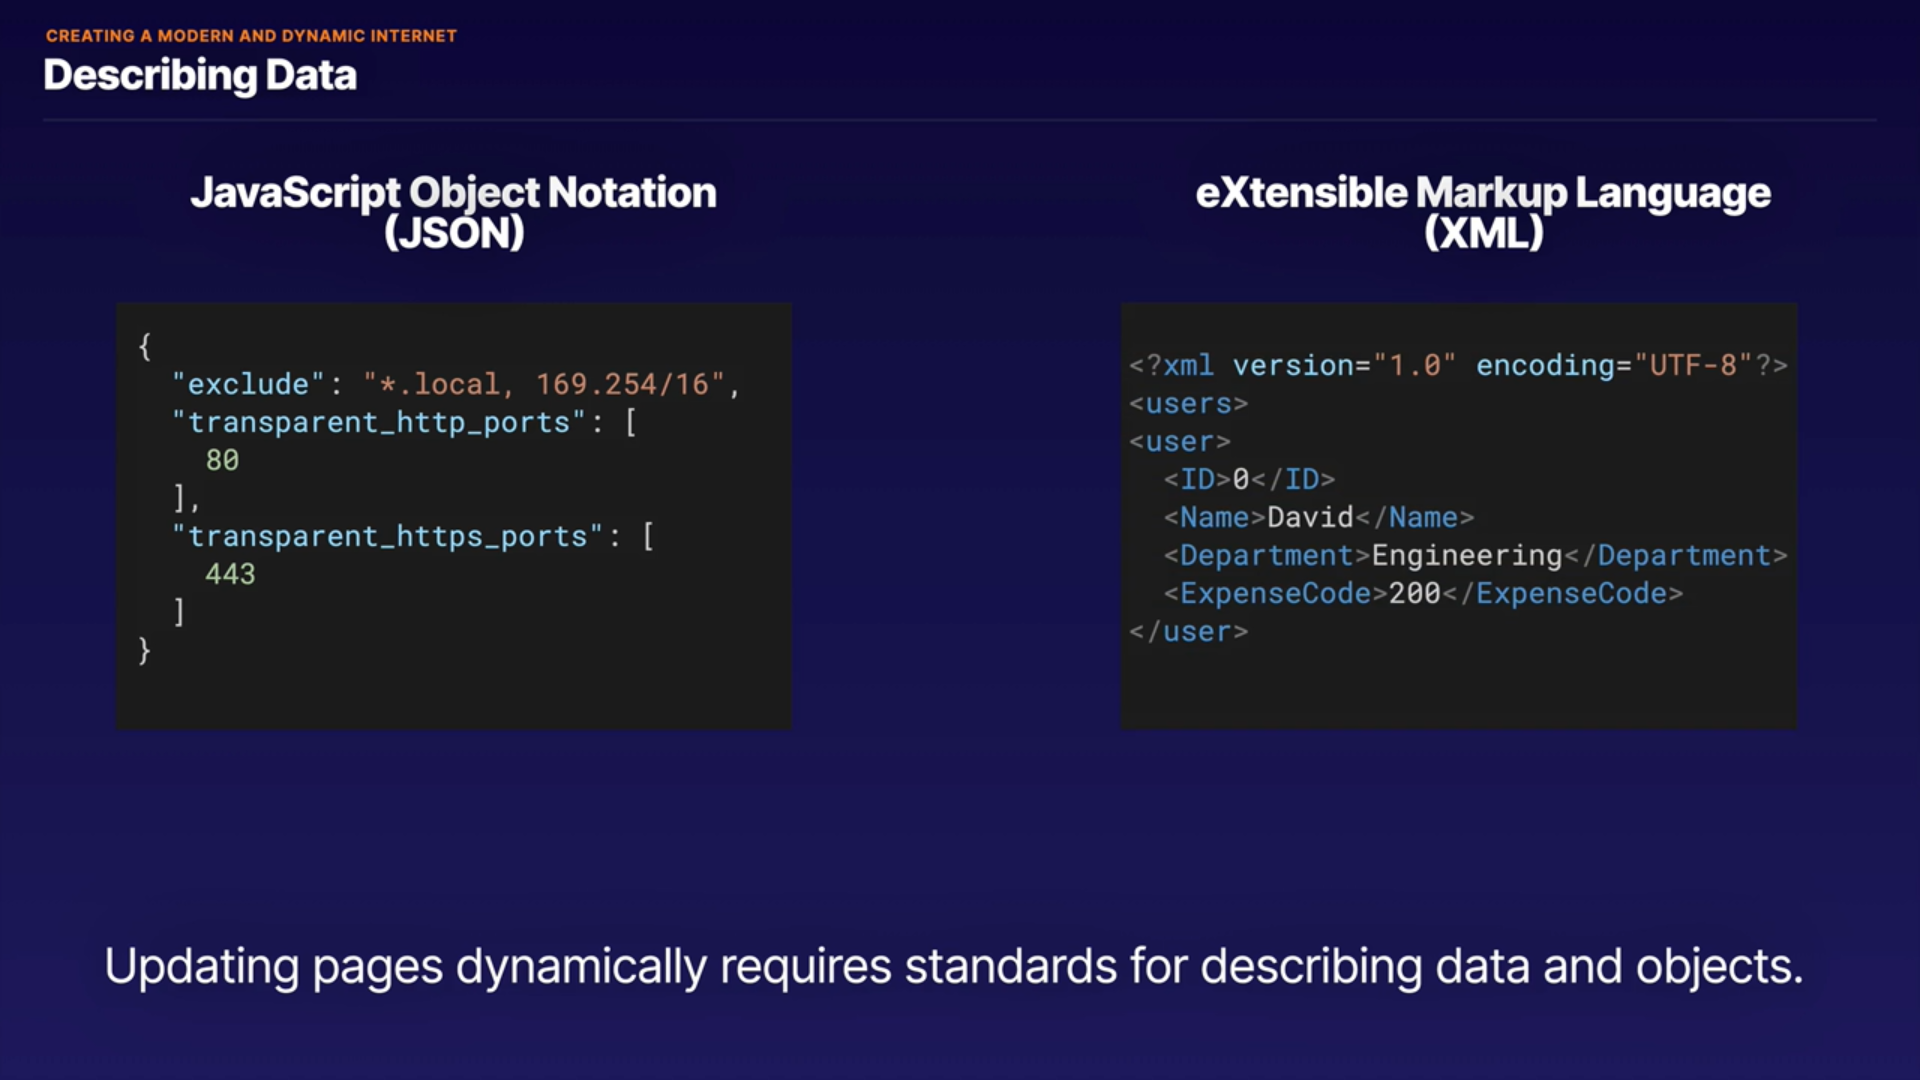 CREATING A MODERN AND DYNAMIC INTERNET
Describing Data
JavaScript Object Notation
(JSON)
{
  "exclude": "*.local, 169.254/16",
  "transparent_http_ports": [
    80
  ],
  "transparent_https_ports": [
    443
  ]
}
eXtensible Markup Language
(XML)
<?xml version="1.0" encoding="UTF-8"?>
<users>
<user>
  <ID>0</ID>
  <Name>David</Name>
  <Department>Engineering</Department>
  <ExpenseCode>200</ExpenseCode>
</user>
Updating pages dynamically requires standards for describing data and objects.